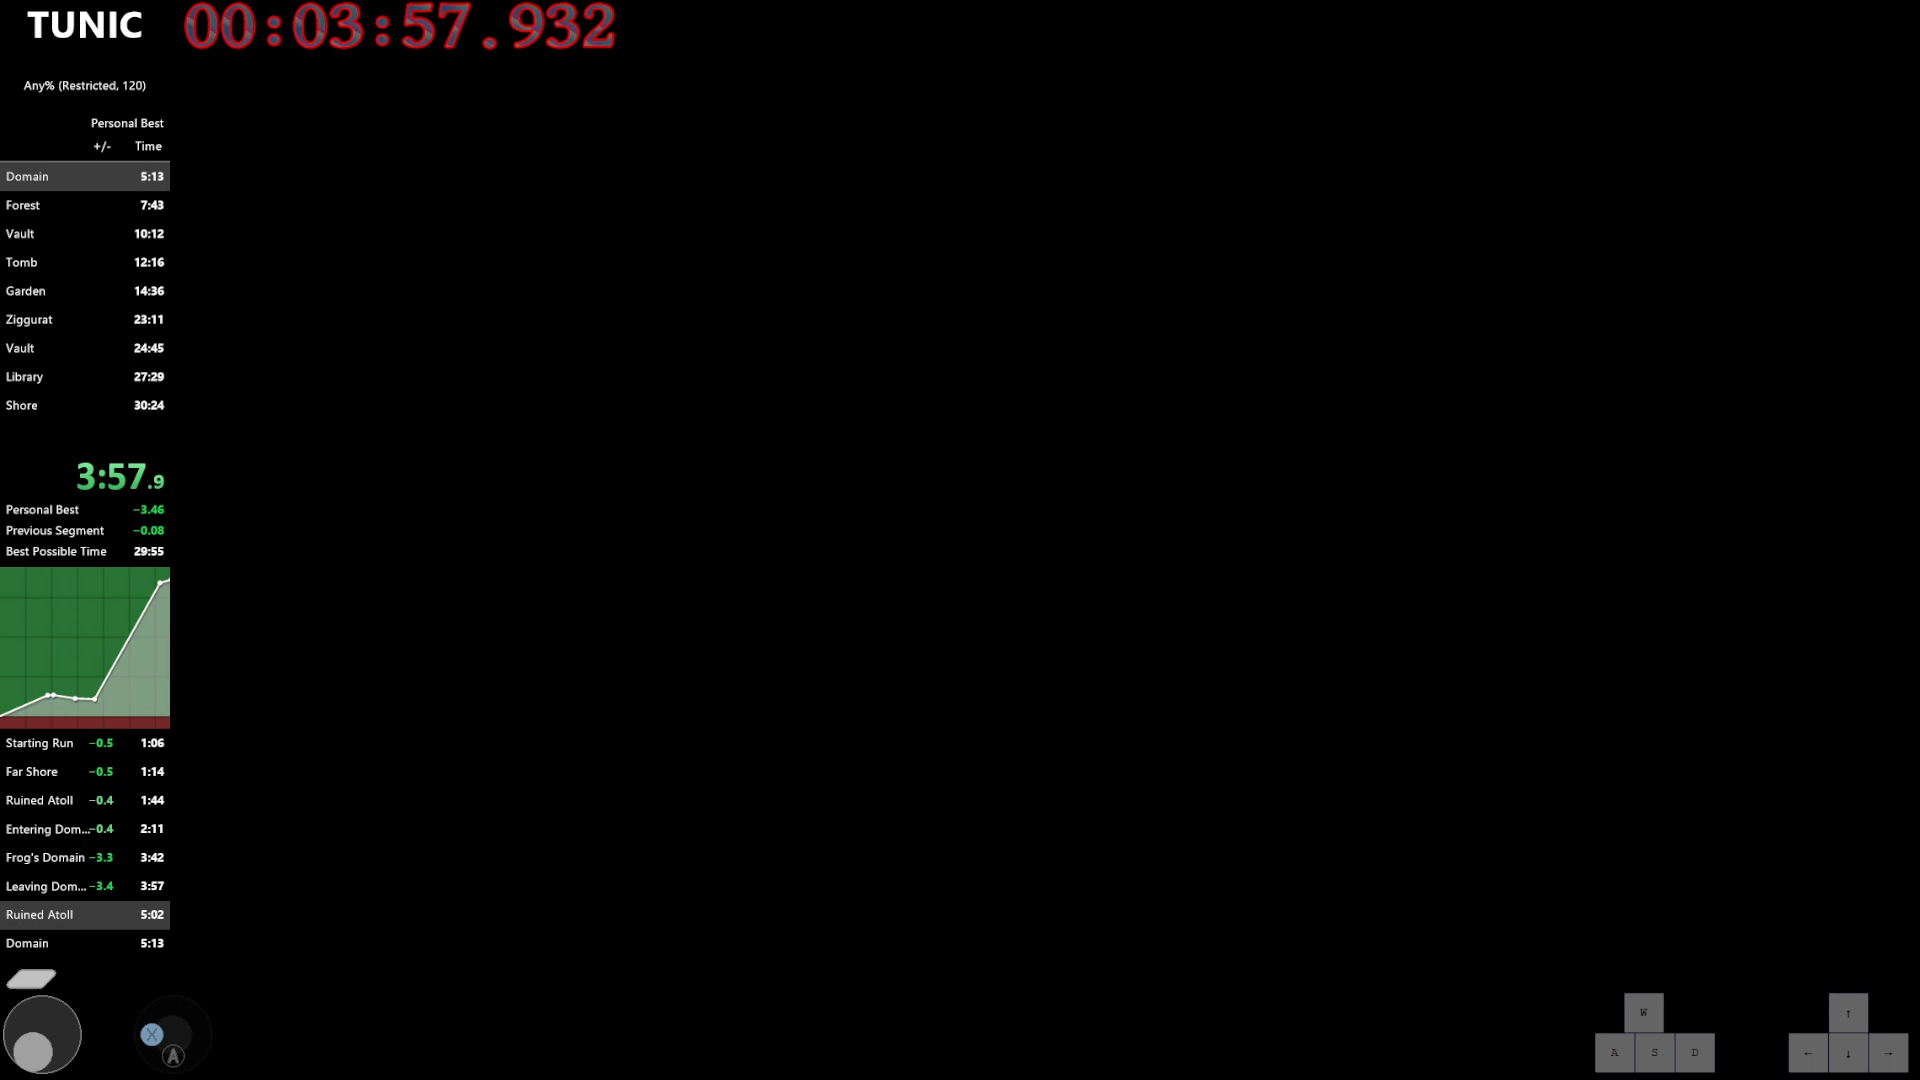 TUNIC 00:03:57.932
Any% (Restricted, 120)
Personal Best
+/- Time
Domain 5:13
Forest 7:43
Vault 10:12
Tomb 12:16
Garden 14:36
Ziggurat 23:11
Vault 24:45
Library 27:29
Shore 30:24
3:57.9
Personal Best −3.46
Previous Segment −0.08
Best Possible Time 29:55
Starting Run −0.5 1:06
Far Shore −0.5 1:14
Ruined Atoll −0.4 1:44
Entering Dom... −0.4 2:11
Frog's Domain −3.3 3:42
Leaving Dom... −3.4 3:57
Ruined Atoll 5:02
Domain 5:13
X
A
W ↑
A S D ← ↓ →